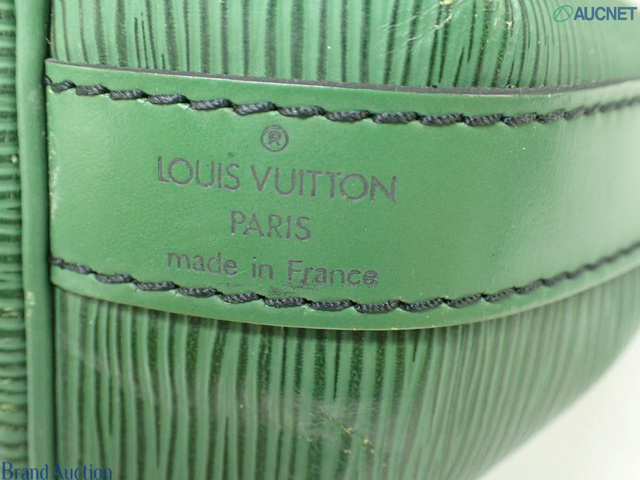 AUCNET
®
LOUIS VUITTON
PARIS
made in France
Brand Auction